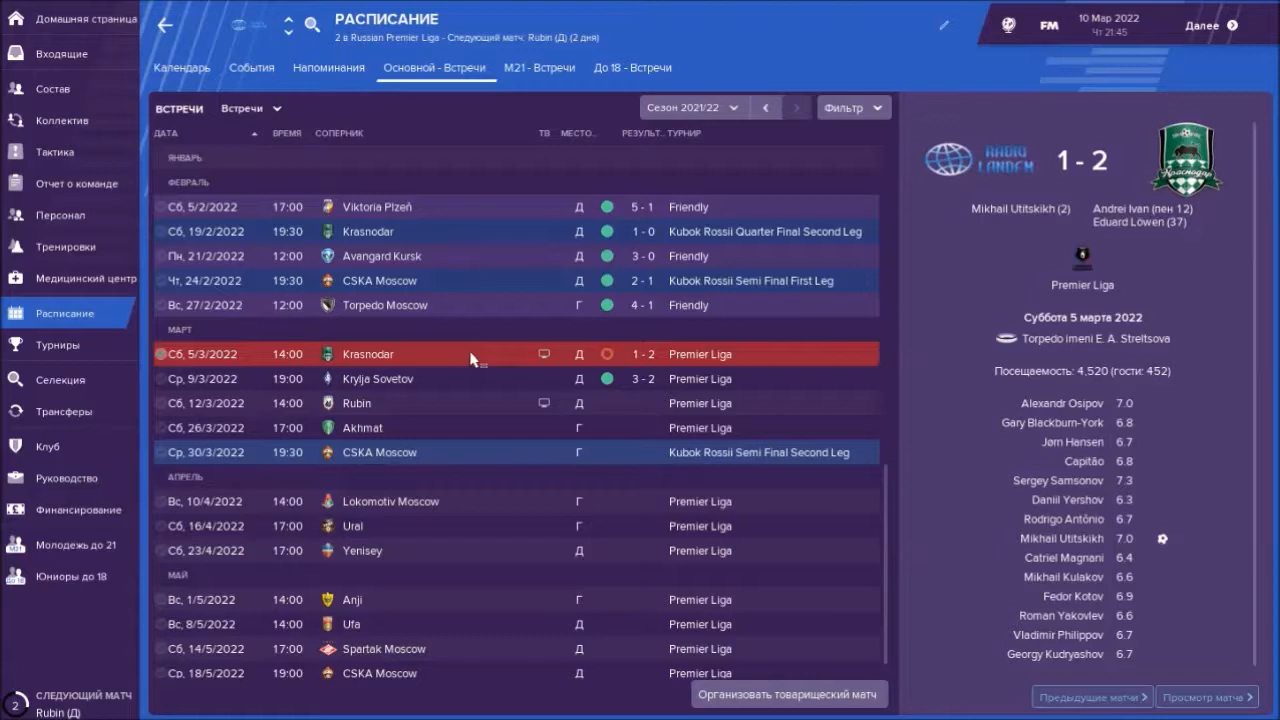 Домашняя страница
Входящие
Состав
Коллектив
Тактика
Отчет о команде
Персонал
Тренировки
Медицинский центр
Расписание
Турниры
Селекция
Трансферы
Клуб
Руководство
Финансирование
Молодежь до 21
Юниоры до 18
2 СЛЕДУЮЩИЙ МАТЧ
Rubin (Д)
РАСПИСАНИЕ
2 в Russian Premier Liga - Следующий матч: Rubin (Д) (2 дня)
FM 10 Мар 2022
Чт 21:45
Далее
Календарь События Напоминания Основной - Встречи М21 - Встречи До 18 - Встречи
ВСТРЕЧИ Встречи Сезон 2021/22 Фильтр
ДАТА ВРЕМЯ СОПЕРНИК ТВ МЕСТО... РЕЗУЛЬТ... ТУРНИР
ЯНВАРЬ
ФЕВРАЛЬ
Сб, 5/2/2022 17:00 Viktoria Plzeň Д 5 - 1 Friendly
Сб, 19/2/2022 19:30 Krasnodar Д 1 - 0 Kubok Rossii Quarter Final Second Leg
Пн, 21/2/2022 12:00 Avangard Kursk Д 3 - 0 Friendly
Чт, 24/2/2022 19:30 CSKA Moscow Д 2 - 1 Kubok Rossii Semi Final First Leg
Вс, 27/2/2022 12:00 Torpedo Moscow Г 4 - 1 Friendly
МАРТ
Сб, 5/3/2022 14:00 Krasnodar Д 1 - 2 Premier Liga
Ср, 9/3/2022 19:00 Krylja Sovetov Д 3 - 2 Premier Liga
Сб, 12/3/2022 14:00 Rubin Д Premier Liga
Сб, 26/3/2022 17:00 Akhmat Г Premier Liga
Ср, 30/3/2022 19:30 CSKA Moscow Г Kubok Rossii Semi Final Second Leg
АПРЕЛЬ
Вс, 10/4/2022 14:00 Lokomotiv Moscow Г Premier Liga
Сб, 16/4/2022 17:00 Ural Г Premier Liga
Сб, 23/4/2022 17:00 Yenisey Д Premier Liga
МАЙ
Вс, 1/5/2022 14:00 Anji Г Premier Liga
Вс, 8/5/2022 14:00 Ufa Д Premier Liga
Сб, 14/5/2022 17:00 Spartak Moscow Д Premier Liga
Ср, 18/5/2022 19:00 CSKA Moscow Д Premier Liga
Организовать товарищеский матч
RADIO
LANDFM
1 - 2
Краснодар
Mikhail Utitskikh (2) Andrei Ivan (пен 12)
Eduard Löwen (37)
Premier Liga
Суббота 5 марта 2022
Torpedo imeni E. A. Streltsova
Посещаемость: 4,520 (гости: 452)
Alexandr Osipov 7.0
Gary Blackburn-York 6.8
Jørn Hansen 6.7
Capitão 6.8
Sergey Samsonov 7.3
Daniil Yershov 6.3
Rodrigo Antônio 6.7
Mikhail Utitskikh 7.0
Catriel Magnani 6.4
Mikhail Kulakov 6.6
Fedor Kotov 6.9
Roman Yakovlev 6.6
Vladimir Philippov 6.7
Georgy Kudryashov 6.7
Предыдущие матчи Просмотр матча